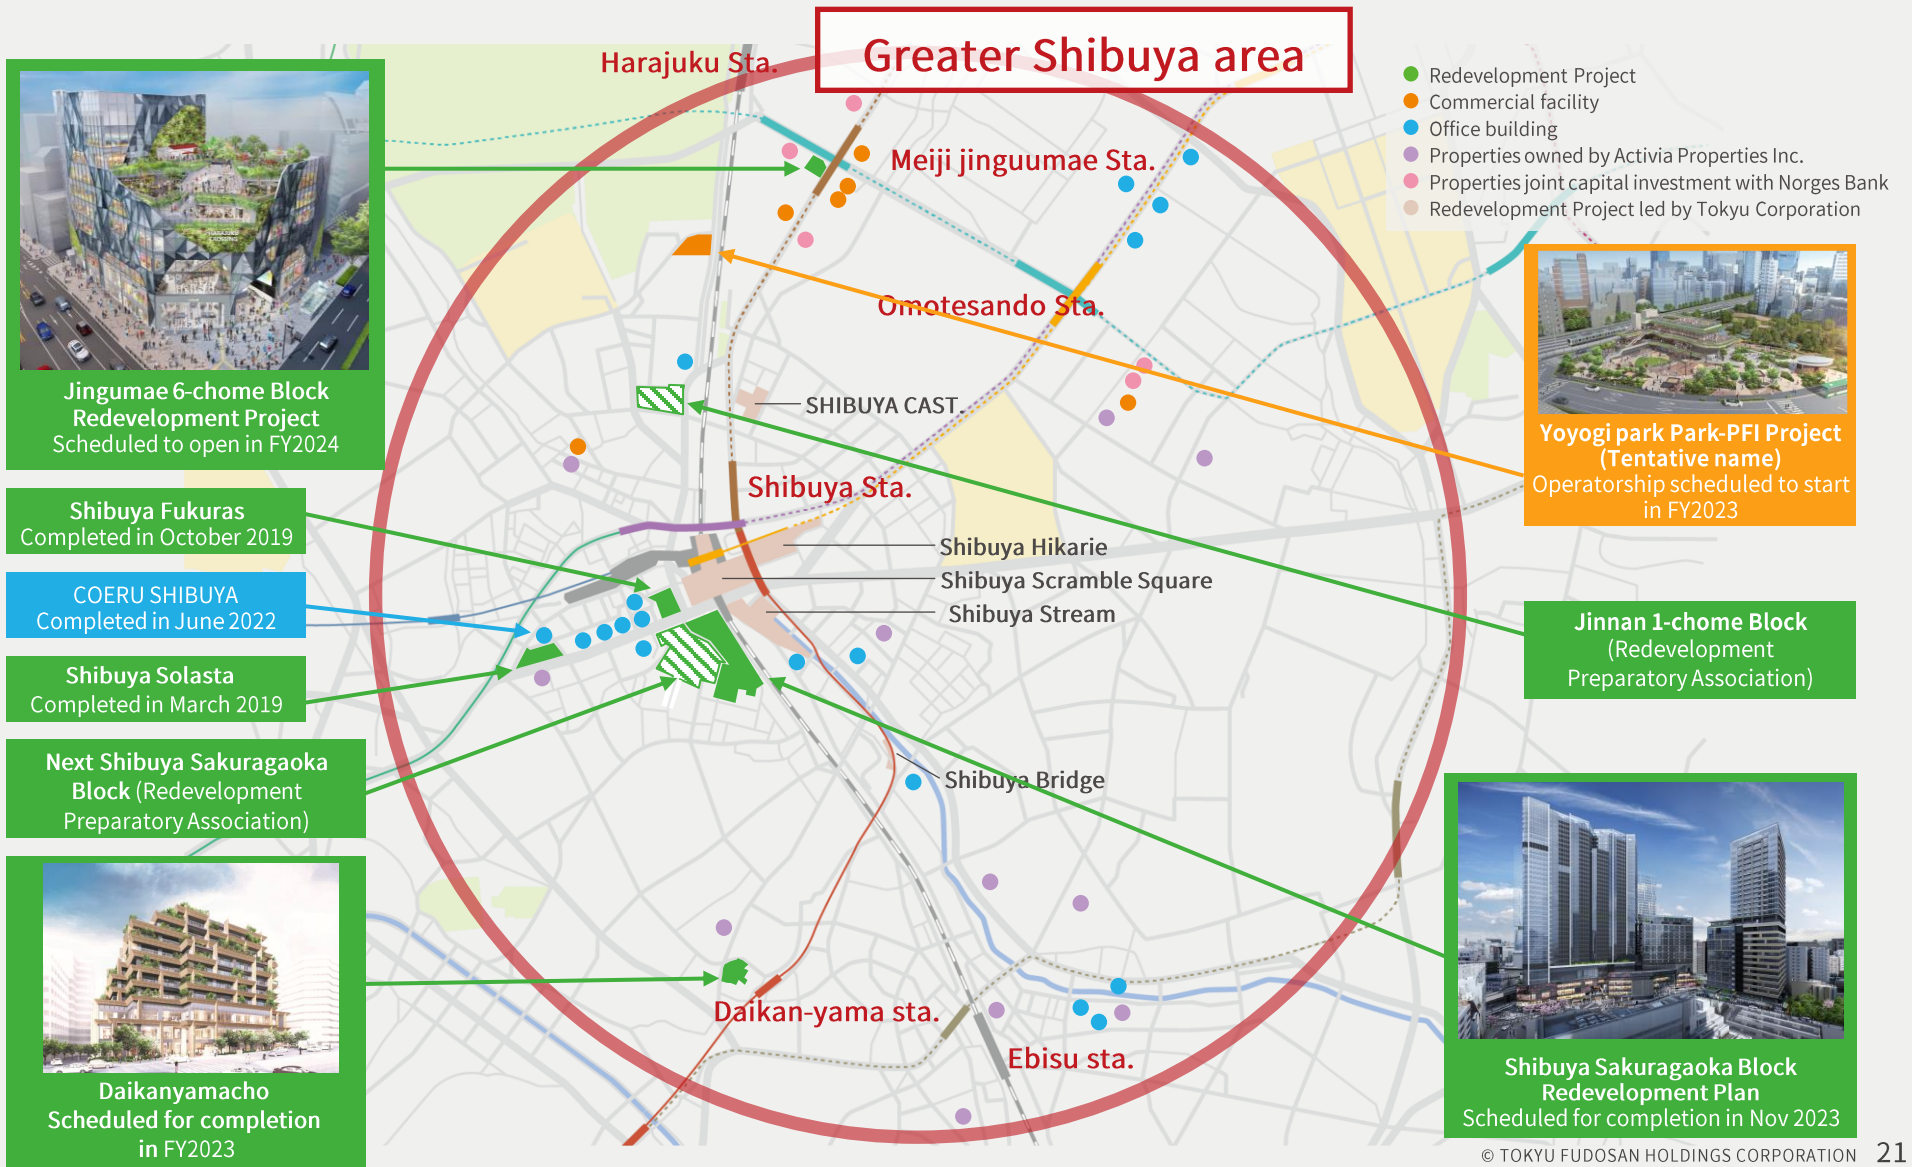 Greater Shibuya area
Redevelopment Project
Commercial facility
Office building
Properties owned by Activia Properties Inc.
Properties joint capital investment with Norges Bank
Redevelopment Project led by Tokyu Corporation
Harajuku Sta.
Meiji jinguumae Sta.
Omotesando Sta.
SHIBUYA CAST.
Shibuya Sta.
Shibuya Hikarie
Shibuya Scramble Square
Shibuya Stream
Shibuya Bridge
Daikan-yama sta.
Ebisu sta.
Jingumae 6-chome Block
Redevelopment Project
Scheduled to open in FY2024
Shibuya Fukuras
Completed in October 2019
COERU SHIBUYA
Completed in June 2022
Shibuya Solasta
Completed in March 2019
Next Shibuya Sakuragaoka
Block (Redevelopment
Preparatory Association)
Daikanyamacho
Scheduled for completion
in FY2023
Yoyogi park Park-PFI Project
(Tentative name)
Operatorship scheduled to start
in FY2023
Jinnan 1-chome Block
(Redevelopment
Preparatory Association)
Shibuya Sakuragaoka Block
Redevelopment Plan
Scheduled for completion in Nov 2023
© TOKYU FUDOSAN HOLDINGS CORPORATION 21